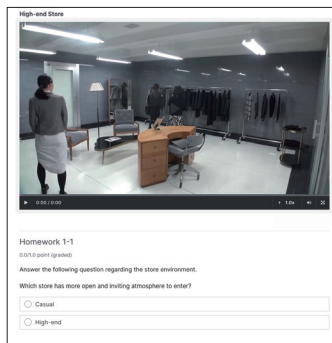 High-end Store
0:00 / 0:00
1.0x
Homework 1-1
0.0/1.0 point (graded)
Answer the following question regarding the store environment.
Which store has more open and inviting atmosphere to enter?
Casual
High-end